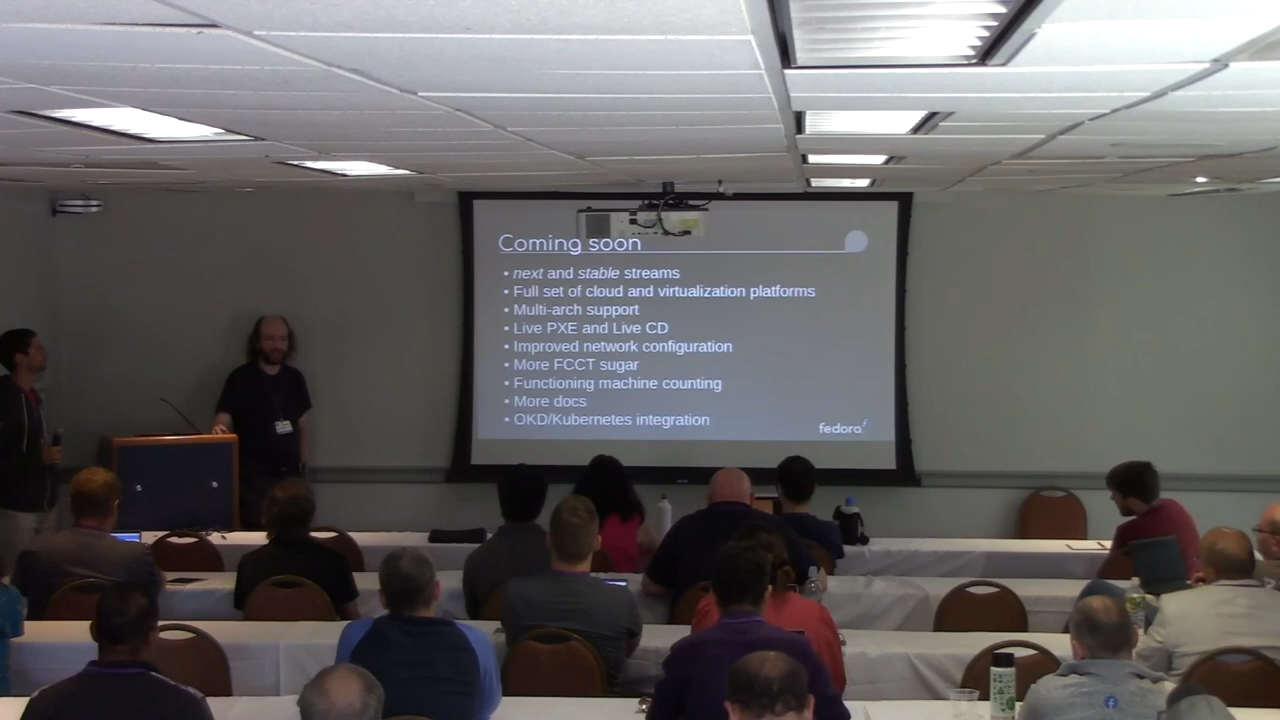 Coming soon
• next and stable streams
• Full set of cloud and virtualization platforms
• Multi-arch support
• Live PXE and Live CD
• Improved network configuration
• More FCCT sugar
• Functioning machine counting
• More docs
• OKD/Kubernetes integration
fedora